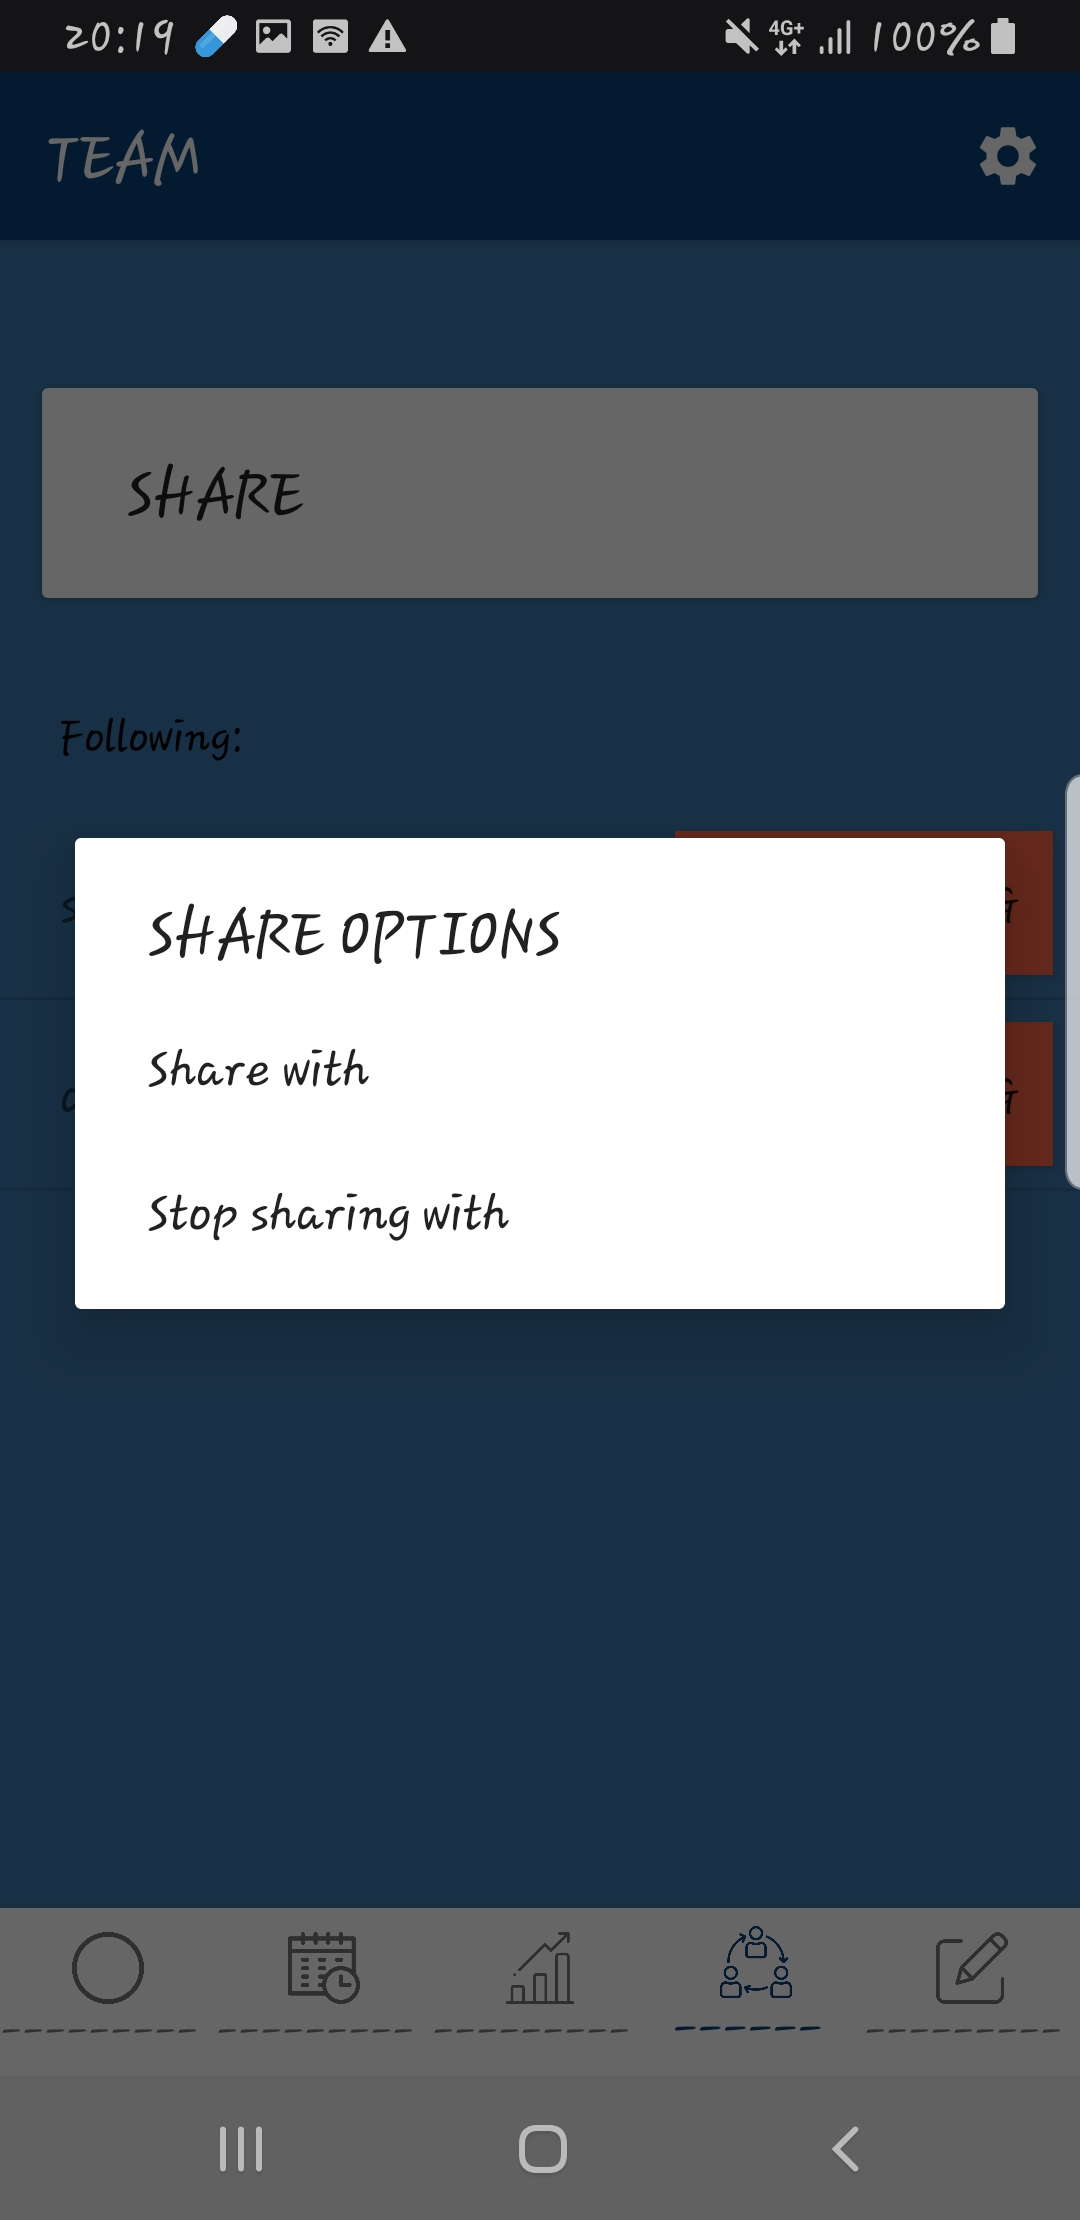 20:19 4G+ 100%
TEAM
SHARE
Following:
SHARE OPTIONS
Share with
Stop sharing with